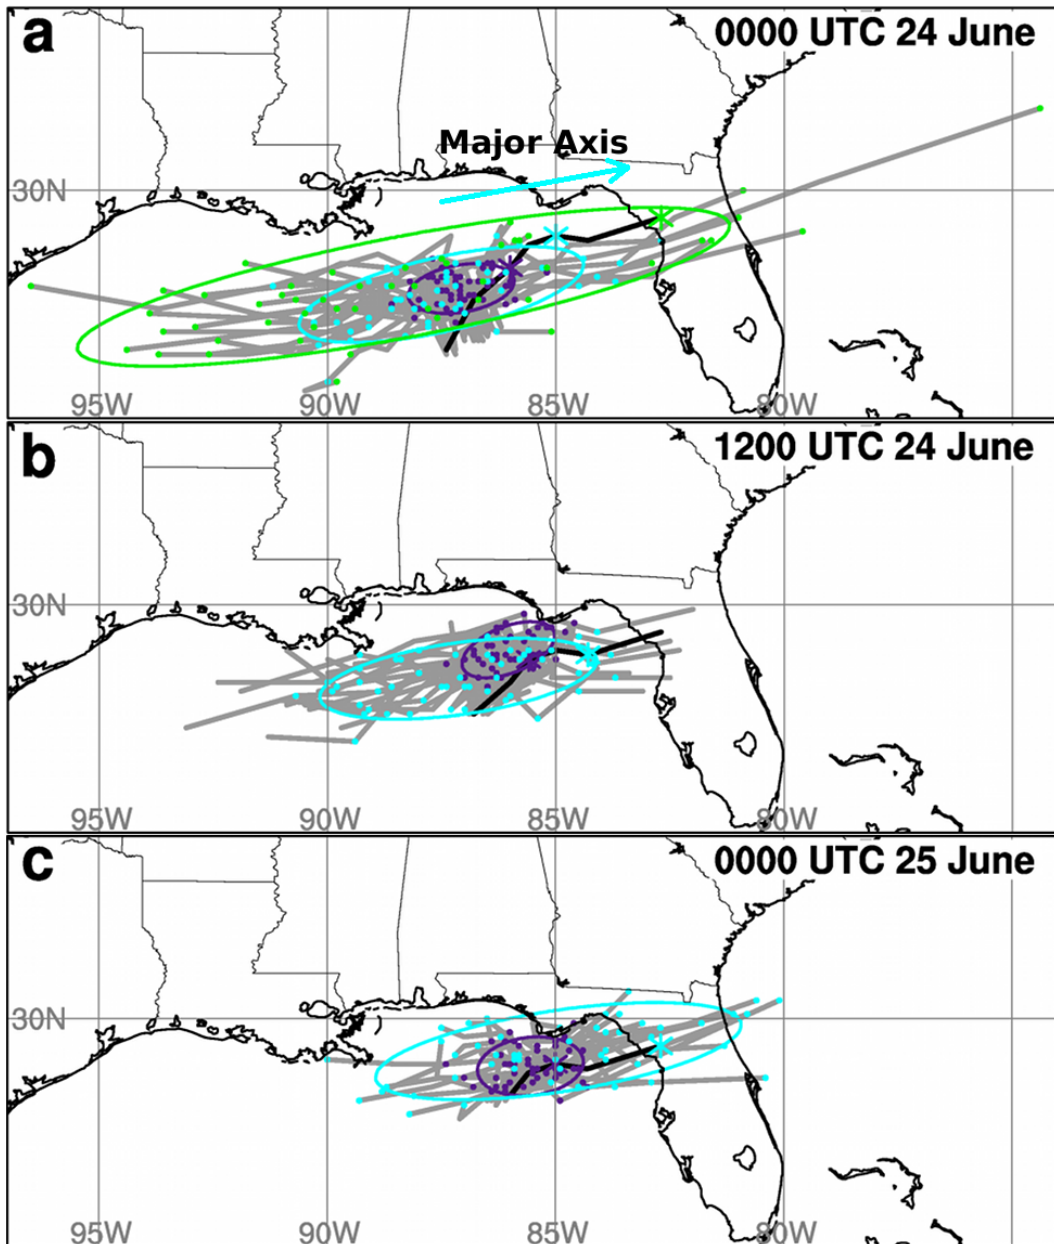 a
0000 UTC 24 June
Major Axis
30N
95W 90W 85W 80W
b
1200 UTC 24 June
30N
95W 90W 85W 80W
c
0000 UTC 25 June
30N
95W 90W 85W 80W